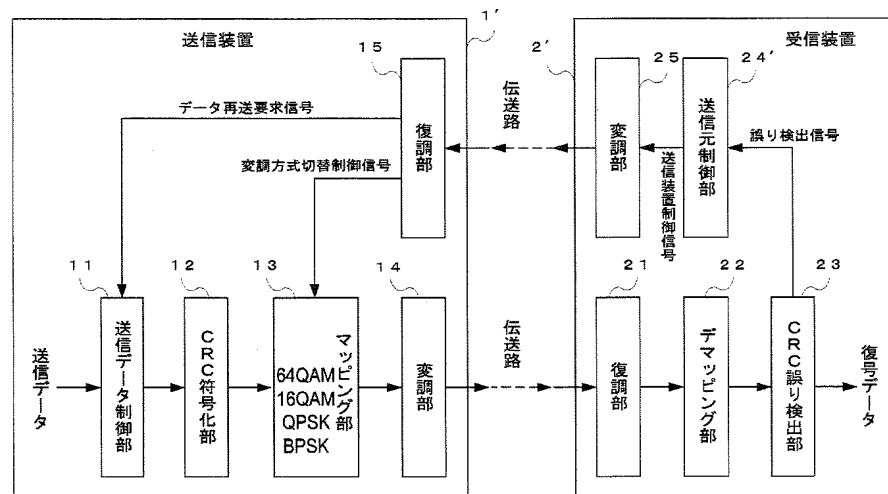 送信装置
1'
2'
受信装置
15
復調部
データ再送要求信号
変調方式切替制御信号
伝送路
25
変調部
24'
送信元制御部
送信装置制御信号
誤り検出信号
11
送信データ制御部
12
CRC符号化部
13
マッピング部
64QAM
16QAM
QPSK
BPSK
14
変調部
伝送路
21
復調部
22
デマッピング部
23
CRC誤り検出部
送信データ
復号データ